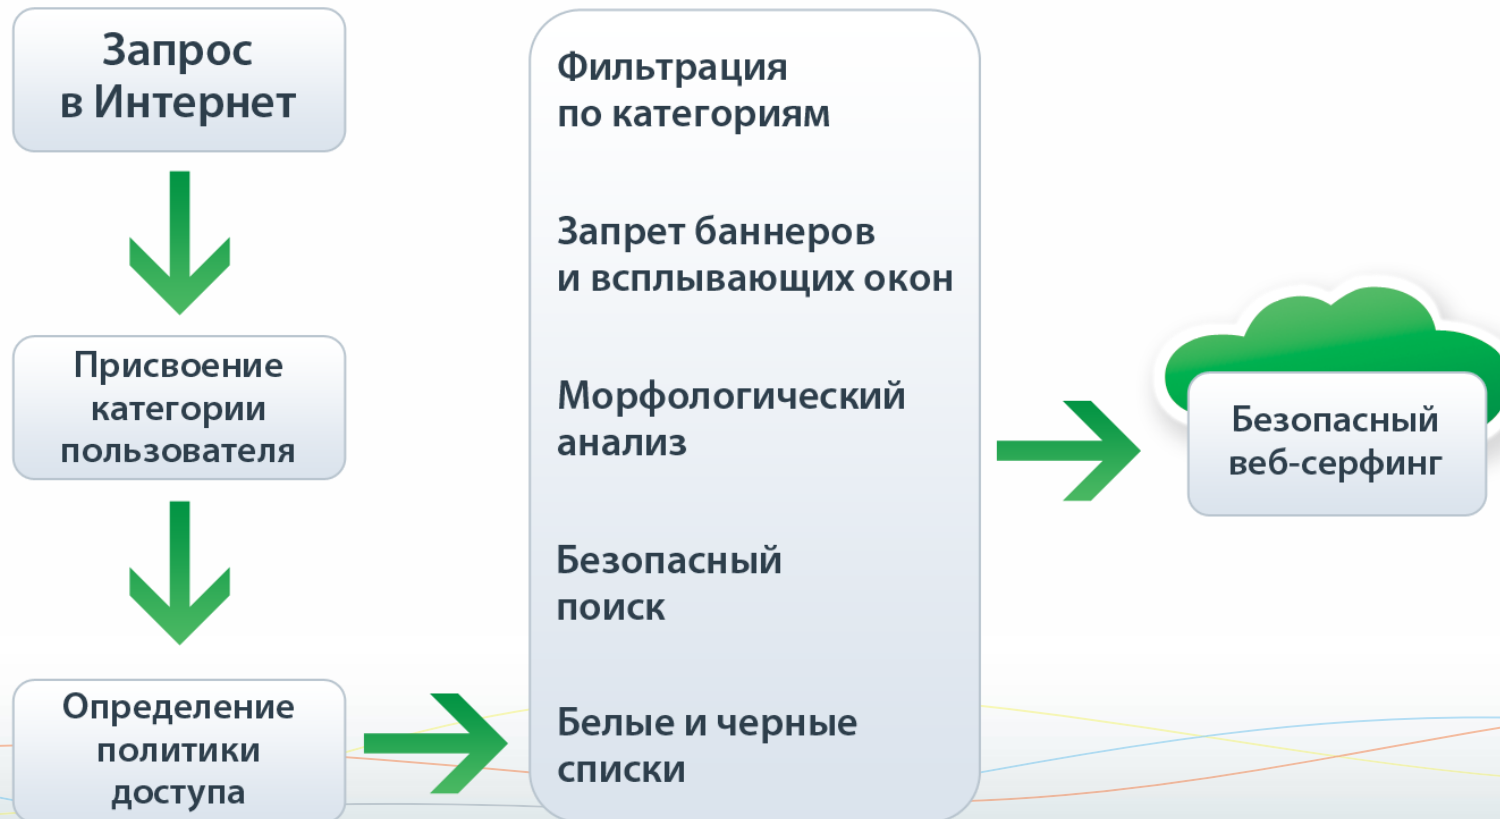 Запрос
в Интернет
Присвоение
категории
пользователя
Определение
политики
доступа
Фильтрация
по категориям
Запрет баннеров
и всплывающих окон
Морфологический
анализ
Безопасный
поиск
Белые и черные
списки
Безопасный
веб-серфинг